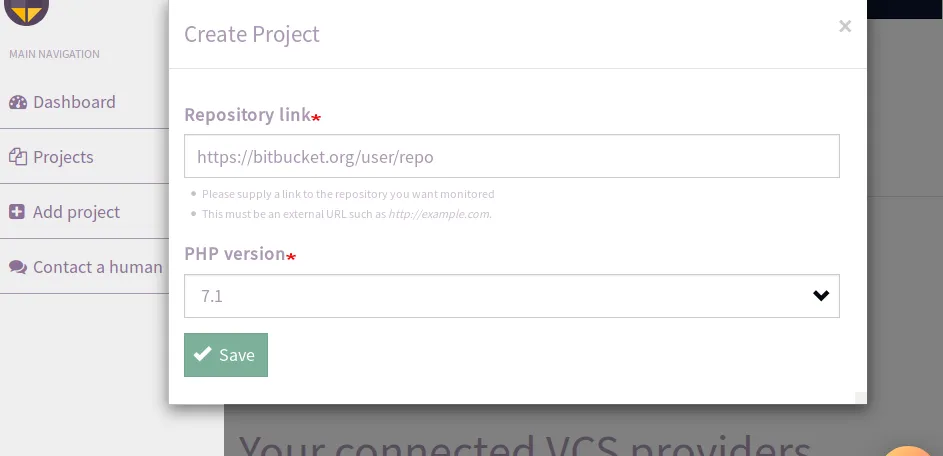 Create Project
×
MAIN NAVIGATION
Dashboard
Projects
Add project
Contact a human
Repository link*
https://bitbucket.org/user/repo
Please supply a link to the repository you want monitored
This must be an external URL such as http://example.com.
PHP version*
7.1
Save
Your connected VCS providers